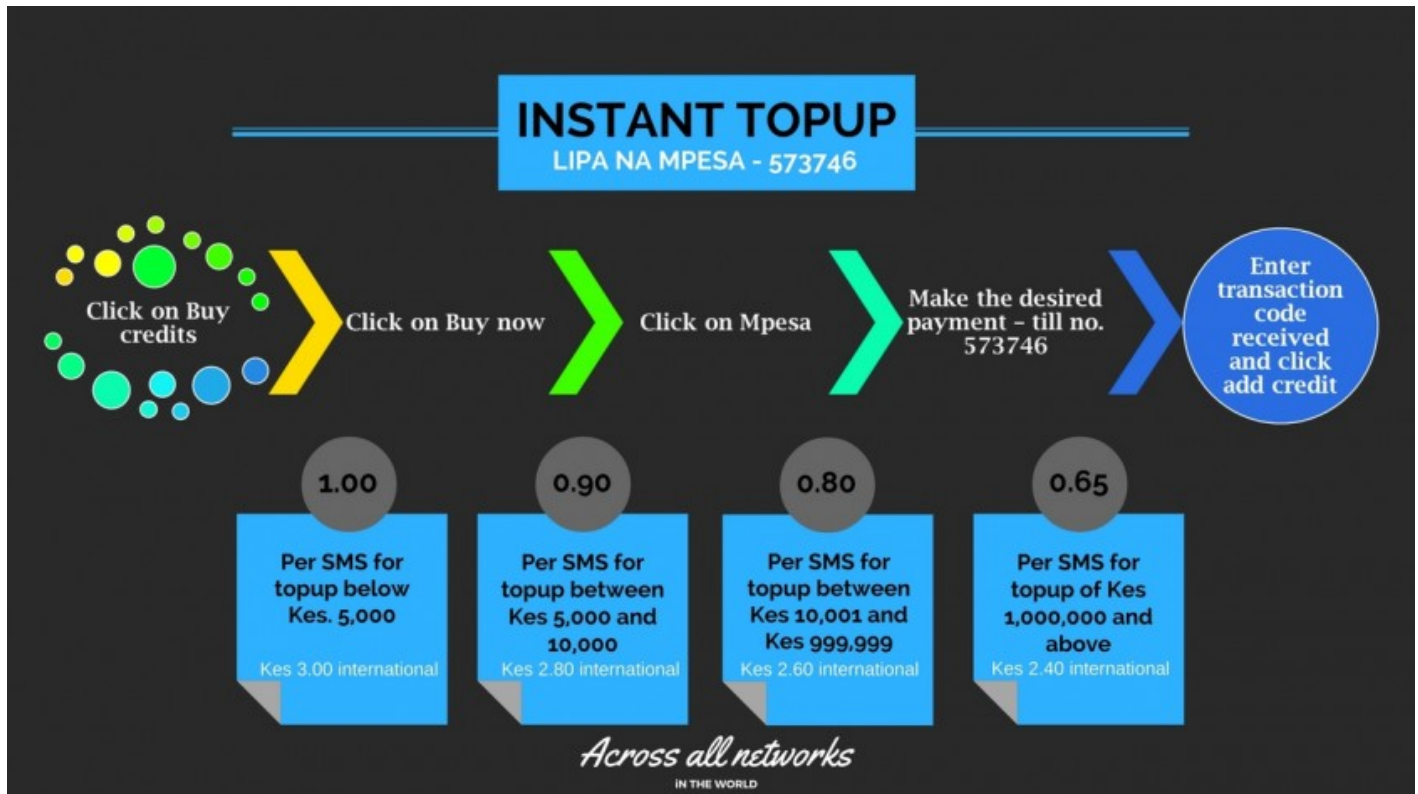 INSTANT TOPUP
LIPA NA MPESA - 573746
Click on Buy
credits
Click on Buy now
Click on Mpesa
Make the desired
payment – till no.
573746
Enter
transaction
code
received
and click
add credit
1.00
Per SMS for
topup below
Kes. 5,000
Kes 3.00 international
0.90
Per SMS for
topup between
Kes 5,000 and
10,000
Kes 2.80 international
0.80
Per SMS for
topup between
Kes 10,001 and
Kes 999,999
Kes 2.60 international
0.65
Per SMS for
topup of Kes
1,000,000 and
above
Kes 2.40 international
Across all networks
iN THE WORLD